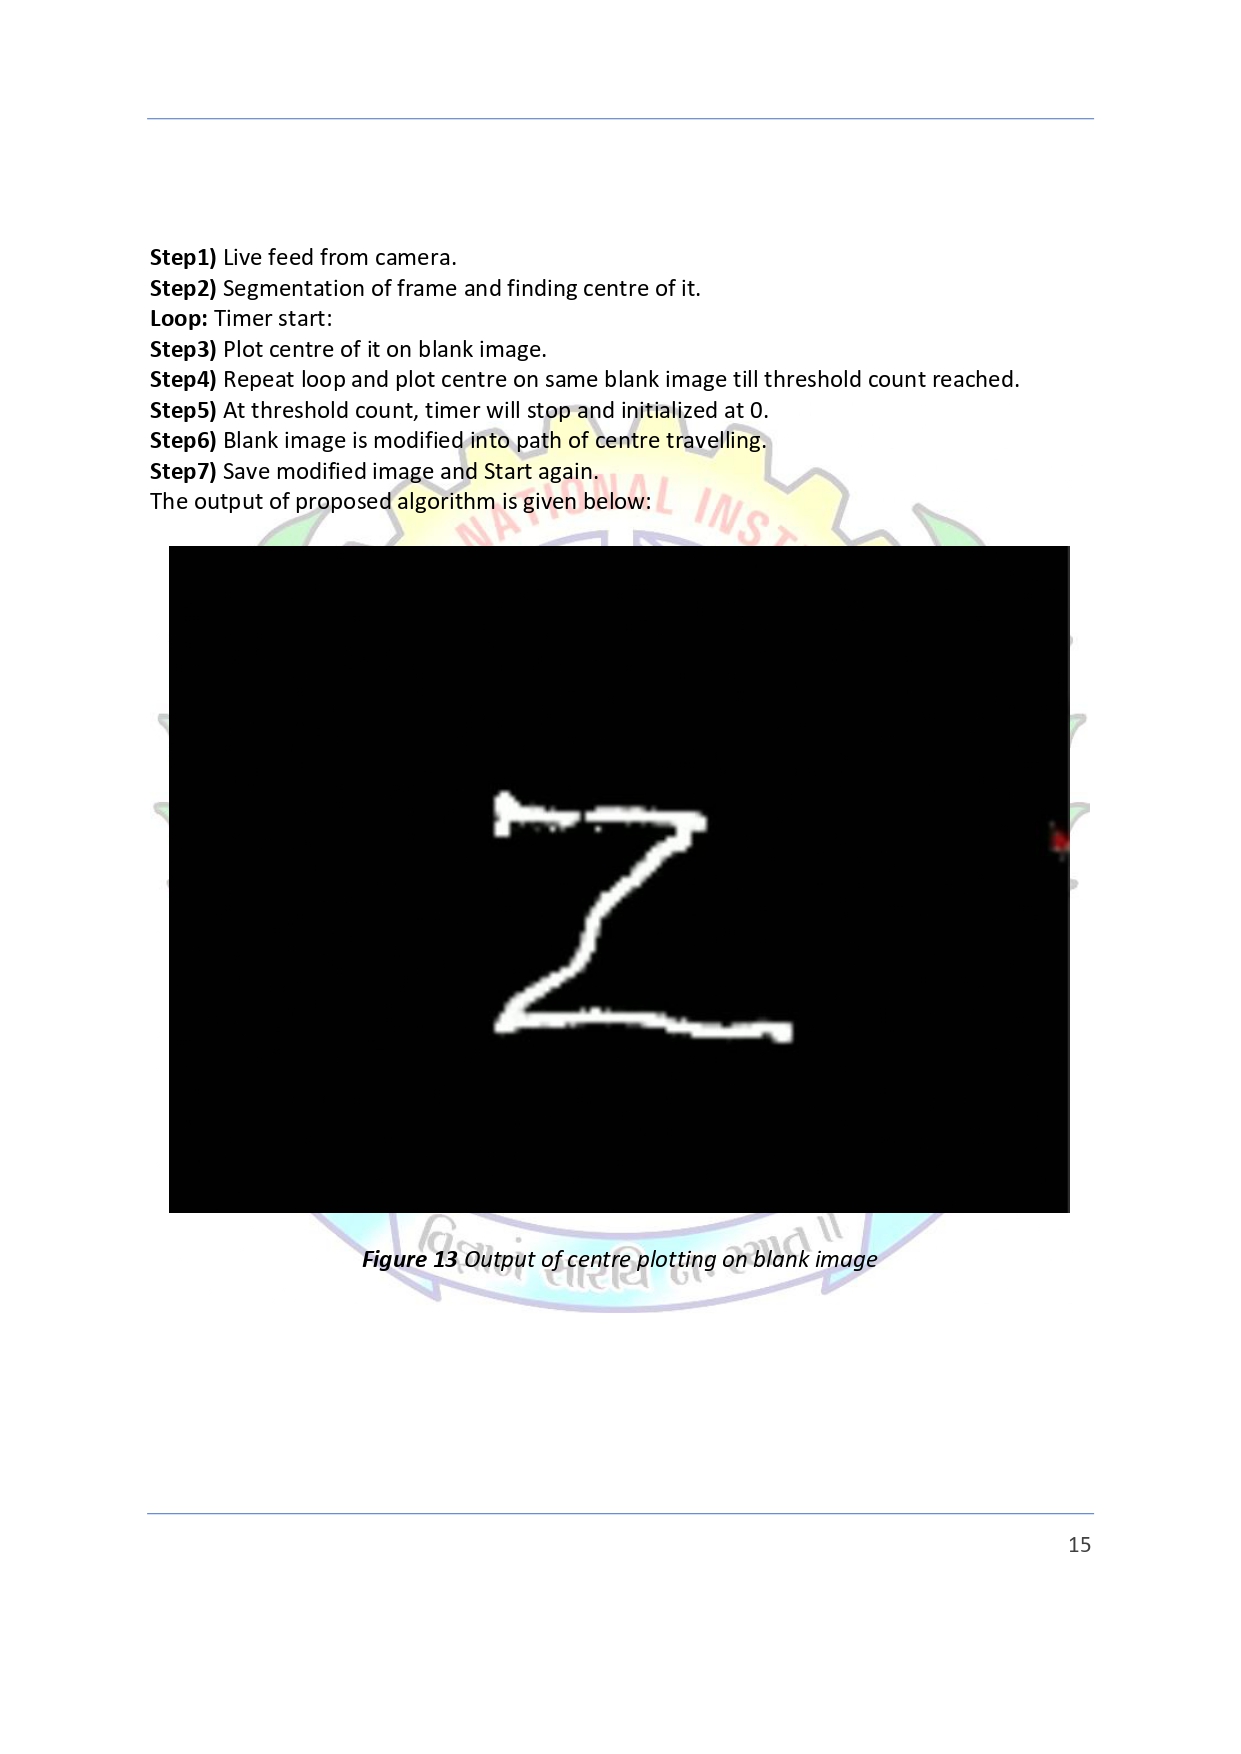 Step1) Live feed from camera.
Step2) Segmentation of frame and finding centre of it.
Loop: Timer start:
Step3) Plot centre of it on blank image.
Step4) Repeat loop and plot centre on same blank image till threshold count reached.
Step5) At threshold count, timer will stop and initialized at 0.
Step6) Blank image is modified into path of centre travelling.
Step7) Save modified image and Start again.
The output of proposed algorithm is given below:
NATIONAL INSTI
Z
Figure 13 Output of centre plotting on blank image
15